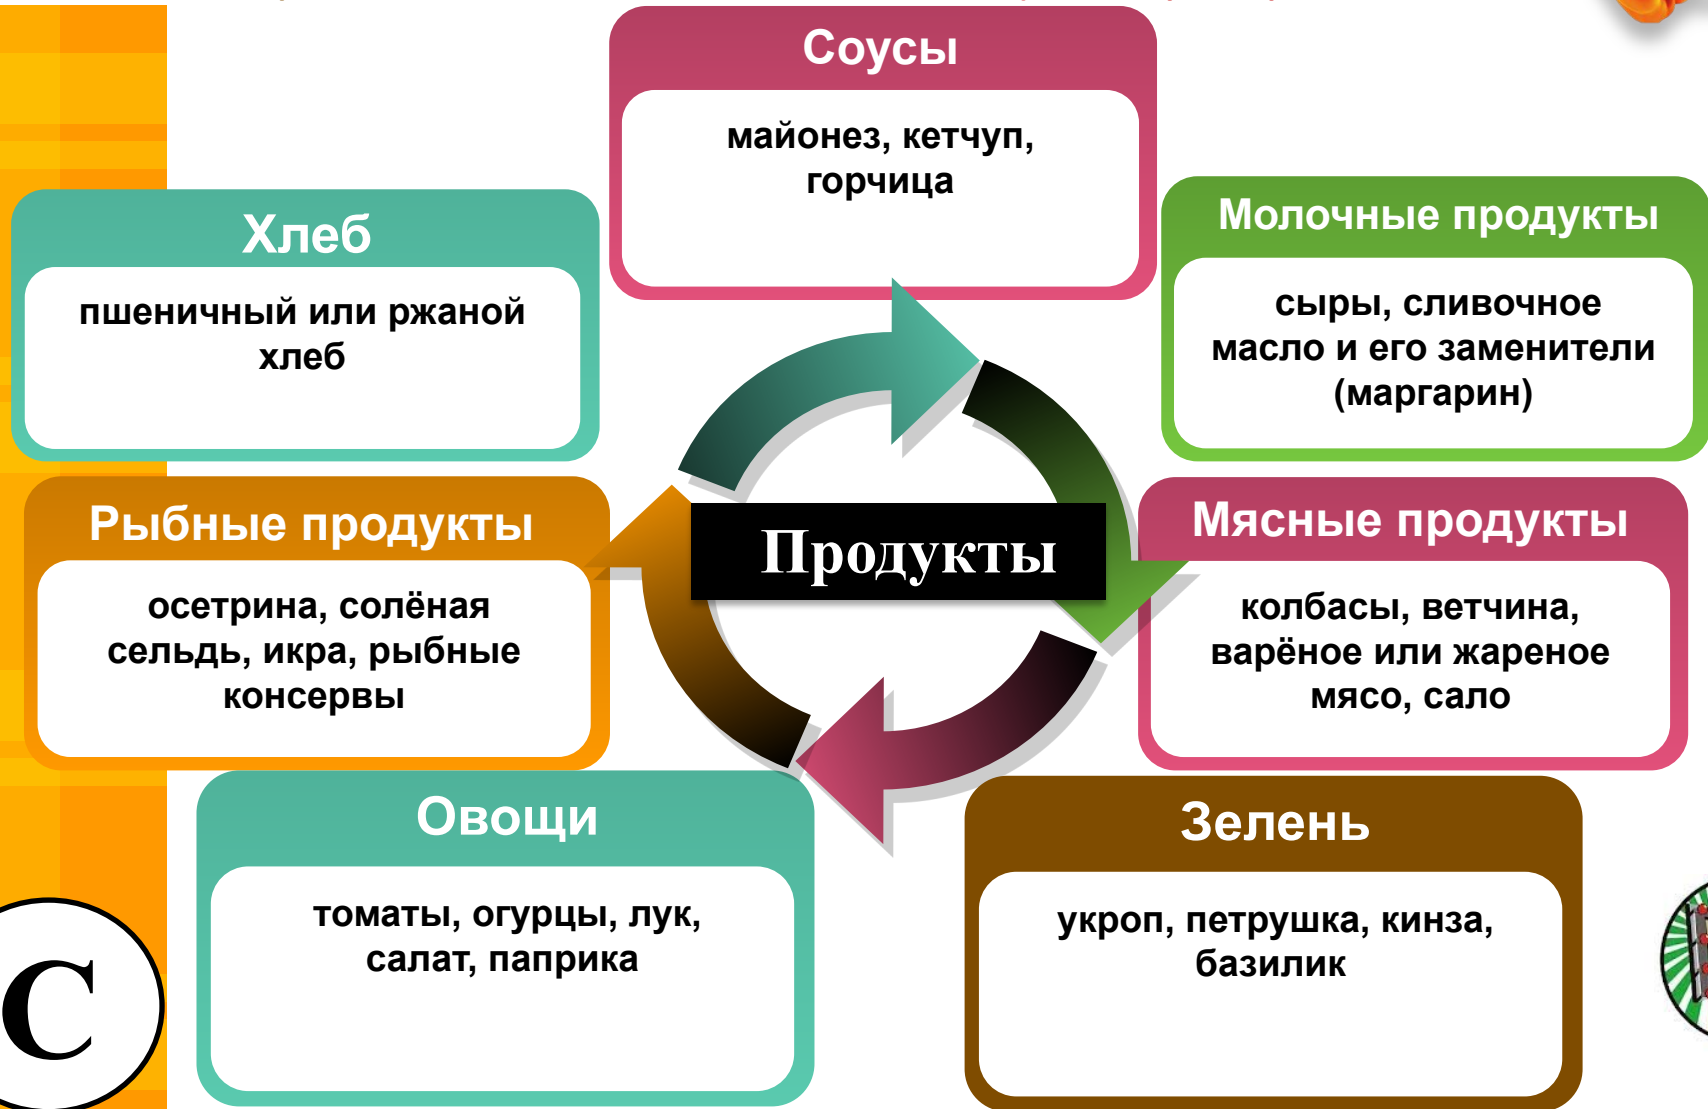 Соусы
майонез, кетчуп,
горчица
Хлеб
пшеничный или ржаной
хлеб
Молочные продукты
сыры, сливочное
масло и его заменители
(маргарин)
Рыбные продукты
осетрина, солёная
сельдь, икра, рыбные
консервы
Продукты
Мясные продукты
колбасы, ветчина,
варёное или жареное
мясо, сало
Овощи
томаты, огурцы, лук,
салат, паприка
Зелень
укроп, петрушка, кинза,
базилик
С